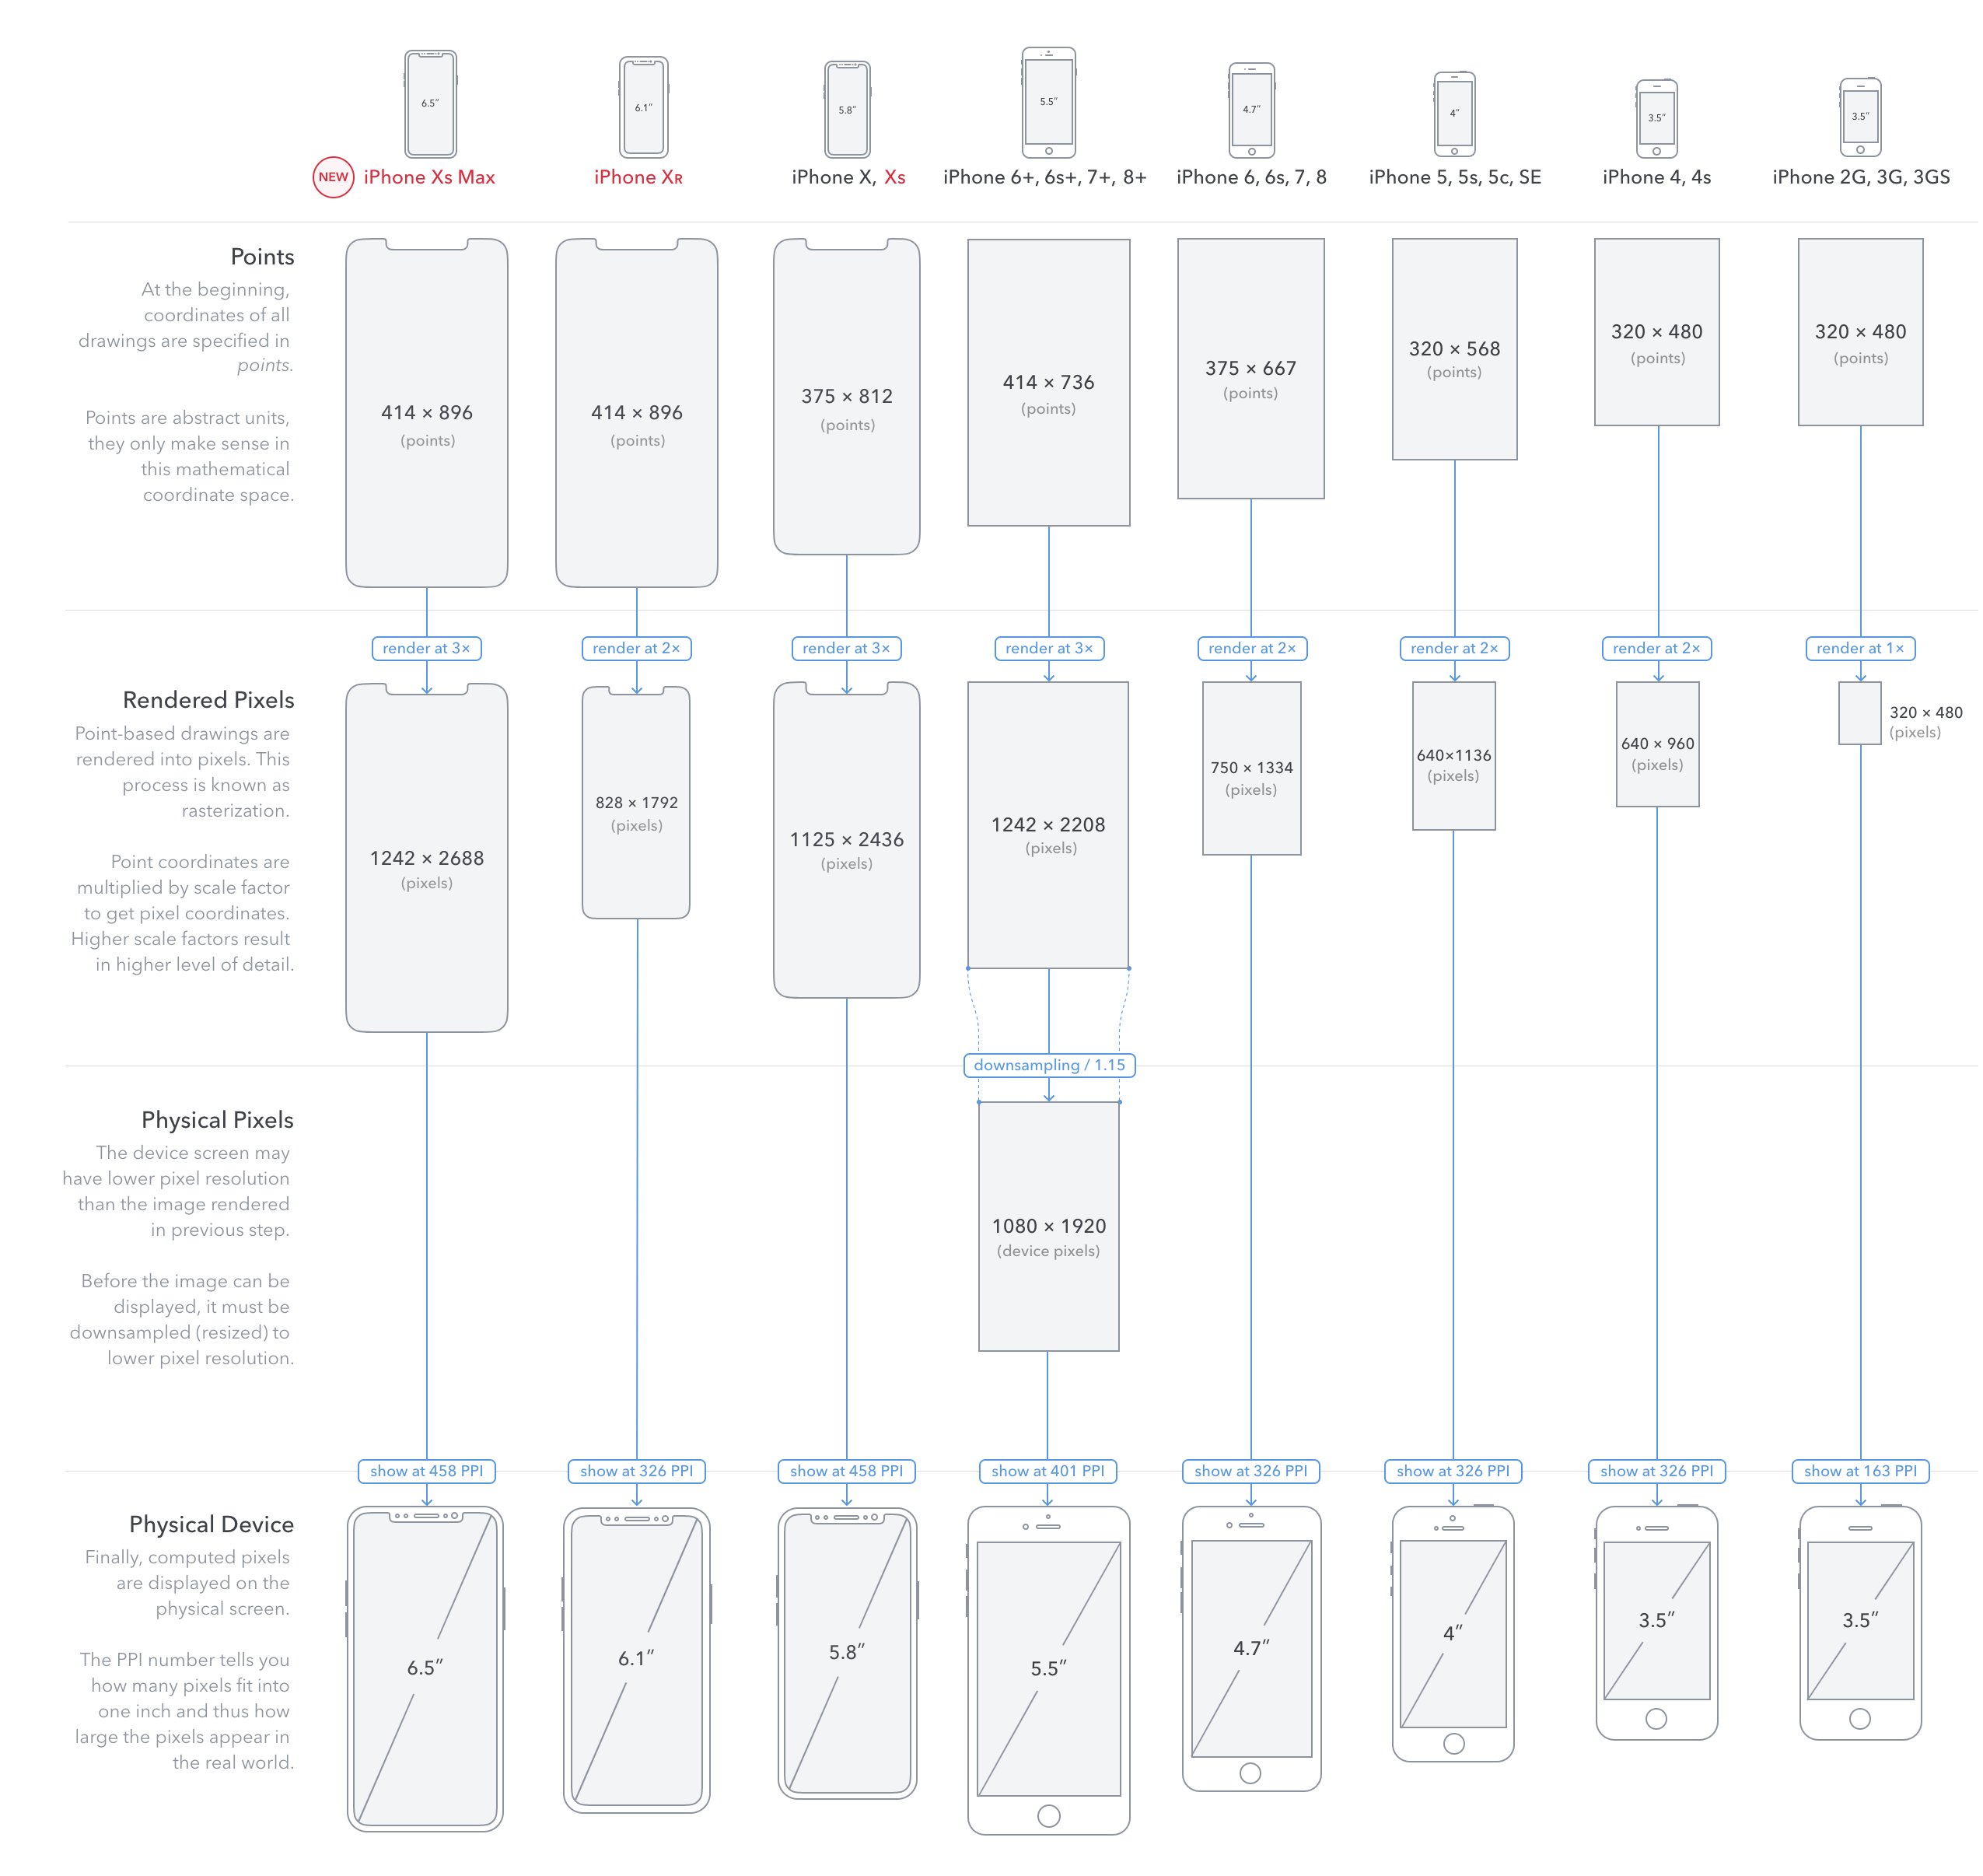 6.5″
6.1″
5.8″
5.5″
4.7″
4″
3.5″
3.5″
NEW
iPhone Xs Max
iPhone XR
iPhone X, Xs
iPhone 6+, 6s+, 7+, 8+
iPhone 6, 6s, 7, 8
iPhone 5, 5s, 5c, SE
iPhone 4, 4s
iPhone 2G, 3G, 3GS
Points
At the beginning,
coordinates of all
drawings are specified in
points.
Points are abstract units,
they only make sense in
this mathematical
coordinate space.
414 × 896
(points)
414 × 896
(points)
375 × 812
(points)
414 × 736
(points)
375 × 667
(points)
320 × 568
(points)
320 × 480
(points)
320 × 480
(points)
render at 3×
render at 2×
render at 3×
render at 3×
render at 2×
render at 2×
render at 2×
render at 1×
Rendered Pixels
Point-based drawings are
rendered into pixels. This
process is known as
rasterization.
Point coordinates are
multiplied by scale factor
to get pixel coordinates.
Higher scale factors result
in higher level of detail.
1242 × 2688
(pixels)
828 × 1792
(pixels)
1125 × 2436
(pixels)
1242 × 2208
(pixels)
750 × 1334
(pixels)
640×1136
(pixels)
640 × 960
(pixels)
320 × 480
(pixels)
downsampling / 1.15
Physical Pixels
The device screen may
have lower pixel resolution
than the image rendered
in previous step.
Before the image can be
displayed, it must be
downsampled (resized) to
lower pixel resolution.
1080 × 1920
(device pixels)
show at 458 PPI
show at 326 PPI
show at 458 PPI
show at 401 PPI
show at 326 PPI
show at 326 PPI
show at 326 PPI
show at 163 PPI
Physical Device
Finally, computed pixels
are displayed on the
physical screen.
The PPI number tells you
how many pixels fit into
one inch and thus how
large the pixels appear in
the real world.
6.5″
6.1″
5.8″
5.5″
4.7″
4″
3.5″
3.5″